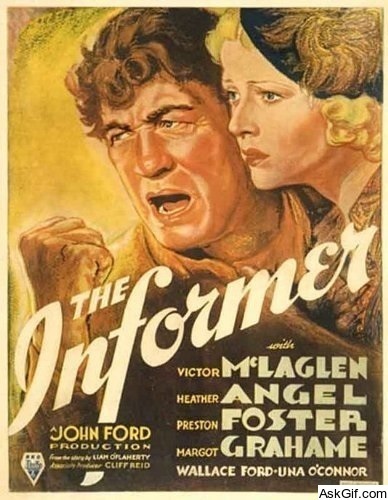 THE
Informer
with
VICTOR McLAGLEN
HEATHER ANGEL
PRESTON FOSTER
MARGOT GRAHAME
WALLACE FORD-UNA O'CONNOR
A
JOHN FORD
PRODUCTION
From the story by LIAM O'FLAHERTY
Associate Producer CLIFF REID
AskGif.com